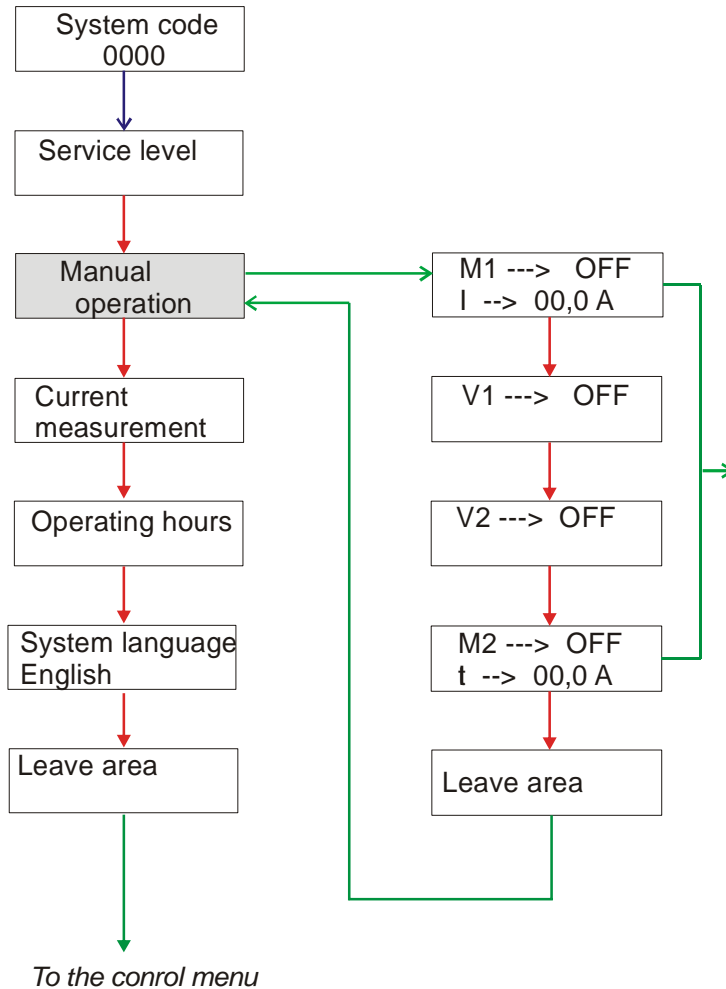 System code
0000
Service level
Manual
operation
Current
measurement
Operating hours
System language
English
Leave area
To the conrol menu
M1 ---> OFF
I --> 00,0 A
V1 ---> OFF
V2 ---> OFF
M2 ---> OFF
t --> 00,0 A
Leave area